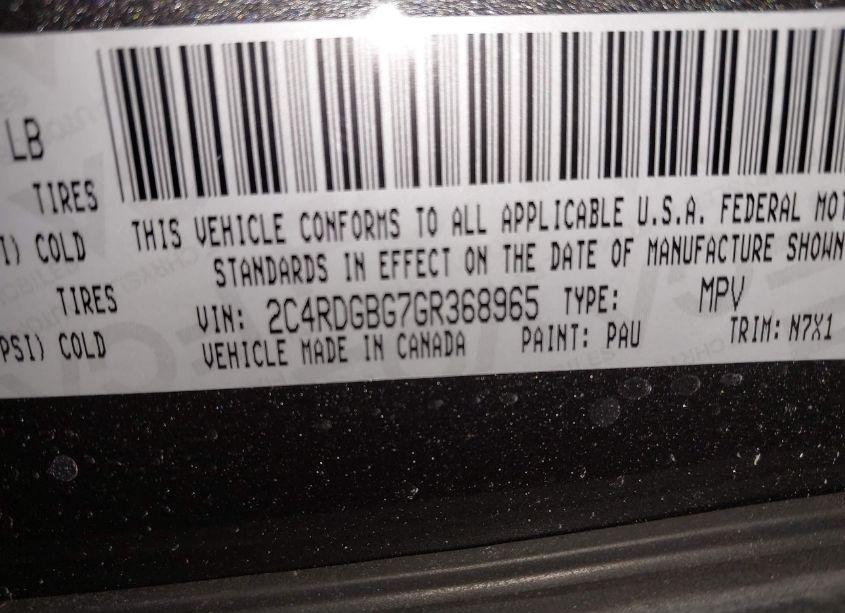 LB
TIRES
I) COLD
THIS VEHICLE CONFORMS TO ALL APPLICABLE U.S.A. FEDERAL MOT
STANDARDS IN EFFECT ON THE DATE OF MANUFACTURE SHOWN
TIRES
VIN: 2C4RDGBG7GR368965 TYPE: MPV
PSI) COLD
VEHICLE MADE IN CANADA PAINT: PAU TRIM: N7X1